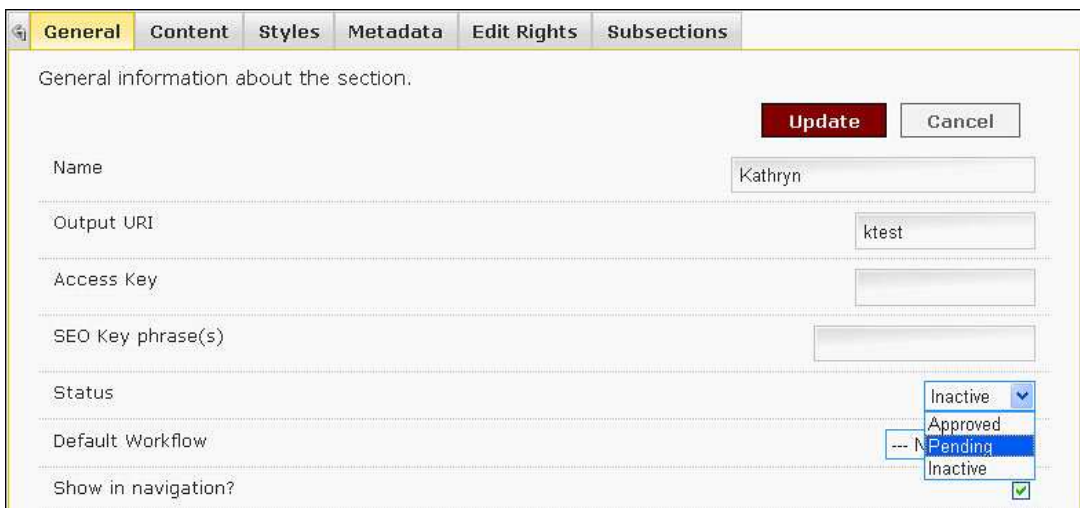 General Content Styles Metadata Edit Rights Subsections
General information about the section.
Update Cancel
Name Kathryn
Output URI ktest
Access Key
SEO Key phrase(s)
Status Inactive
Approved
Default Workflow ---
Pending
Inactive
Show in navigation?